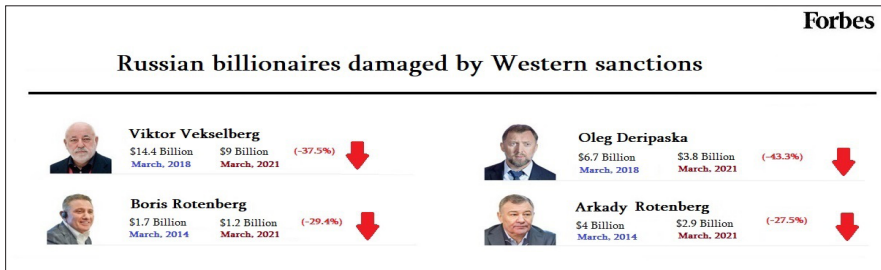 Forbes
Russian billionaires damaged by Western sanctions
Viktor Vekselberg
$14.4 Billion $9 Billion (-37.5%)
March, 2018 March, 2021
Oleg Deripaska
$6.7 Billion $3.8 Billion (-43.3%)
March, 2018 March, 2021
Boris Rotenberg
$1.7 Billion $1.2 Billion (-29.4%)
March, 2014 March, 2021
Arkady Rotenberg
$4 Billion $2.9 Billion (-27.5%)
March, 2014 March, 2021